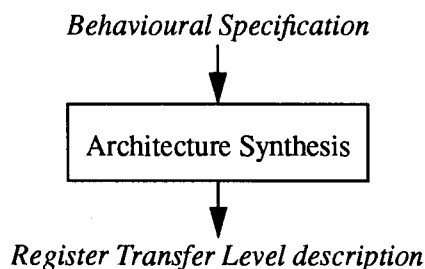 Behavioural Specification
Architecture Synthesis
Register Transfer Level description